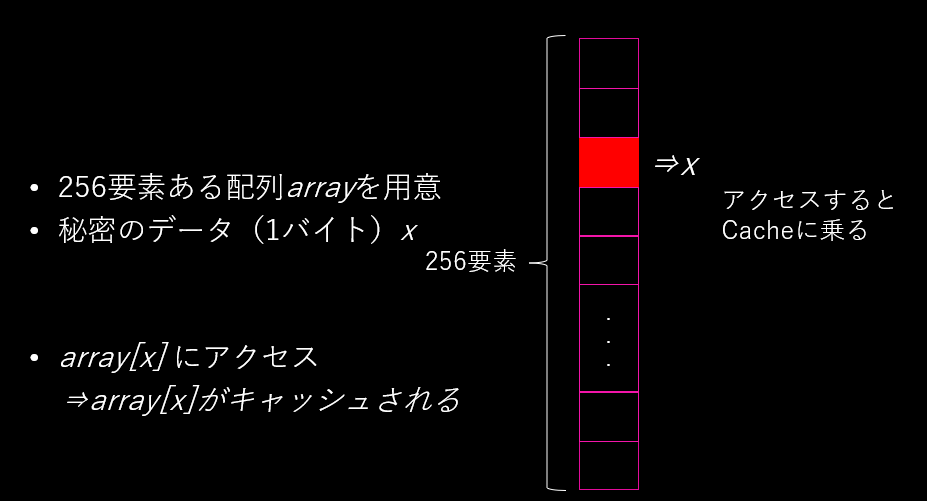 • 256要素ある配列arrayを用意
• 秘密のデータ（1バイト）x
• array[x] にアクセス
⇒array[x]がキャッシュされる
256要素
⇒x
アクセスすると
Cacheに乗る
.
.
.